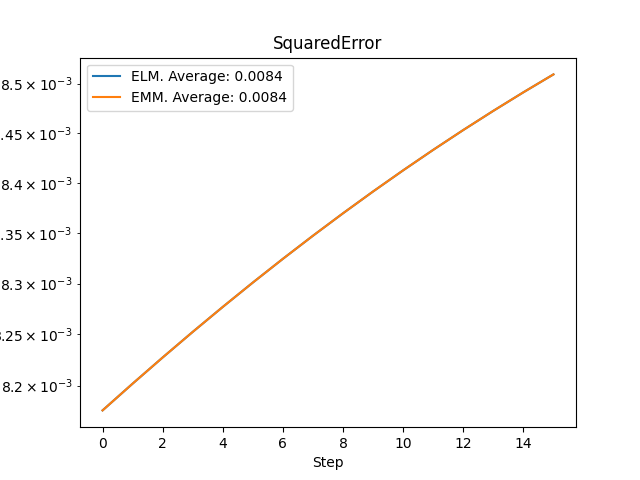 SquaredError
ELM. Average: 0.0084
EMM. Average: 0.0084
8.5 × 10⁻³
.45 × 10⁻³
8.4 × 10⁻³
.35 × 10⁻³
8.3 × 10⁻³
8.25 × 10⁻³
8.2 × 10⁻³
0 2 4 6 8 10 12 14
Step